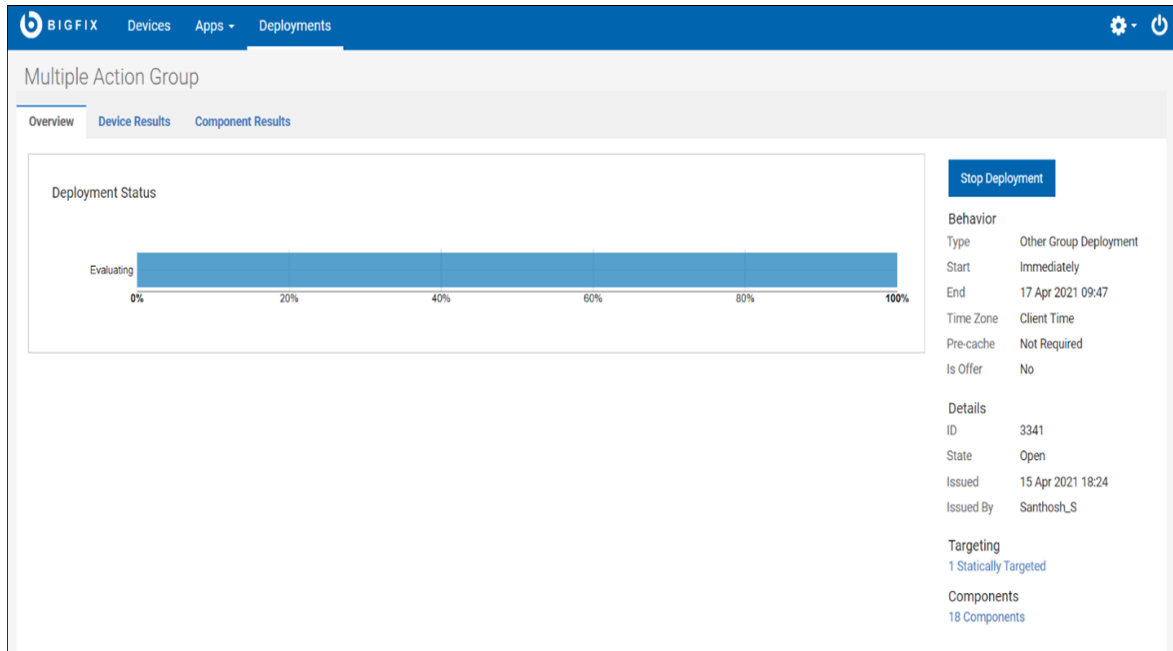 BIGFIX Devices Apps Deployments
Multiple Action Group
Overview Device Results Component Results
Deployment Status
Evaluating
0% 20% 40% 60% 80% 100%
Stop Deployment
Behavior
Type Other Group Deployment
Start Immediately
End 17 Apr 2021 09:47
Time Zone Client Time
Pre-cache Not Required
Is Offer No
Details
ID 3341
State Open
Issued 15 Apr 2021 18:24
Issued By Santhosh_S
Targeting
1 Statically Targeted
Components
18 Components